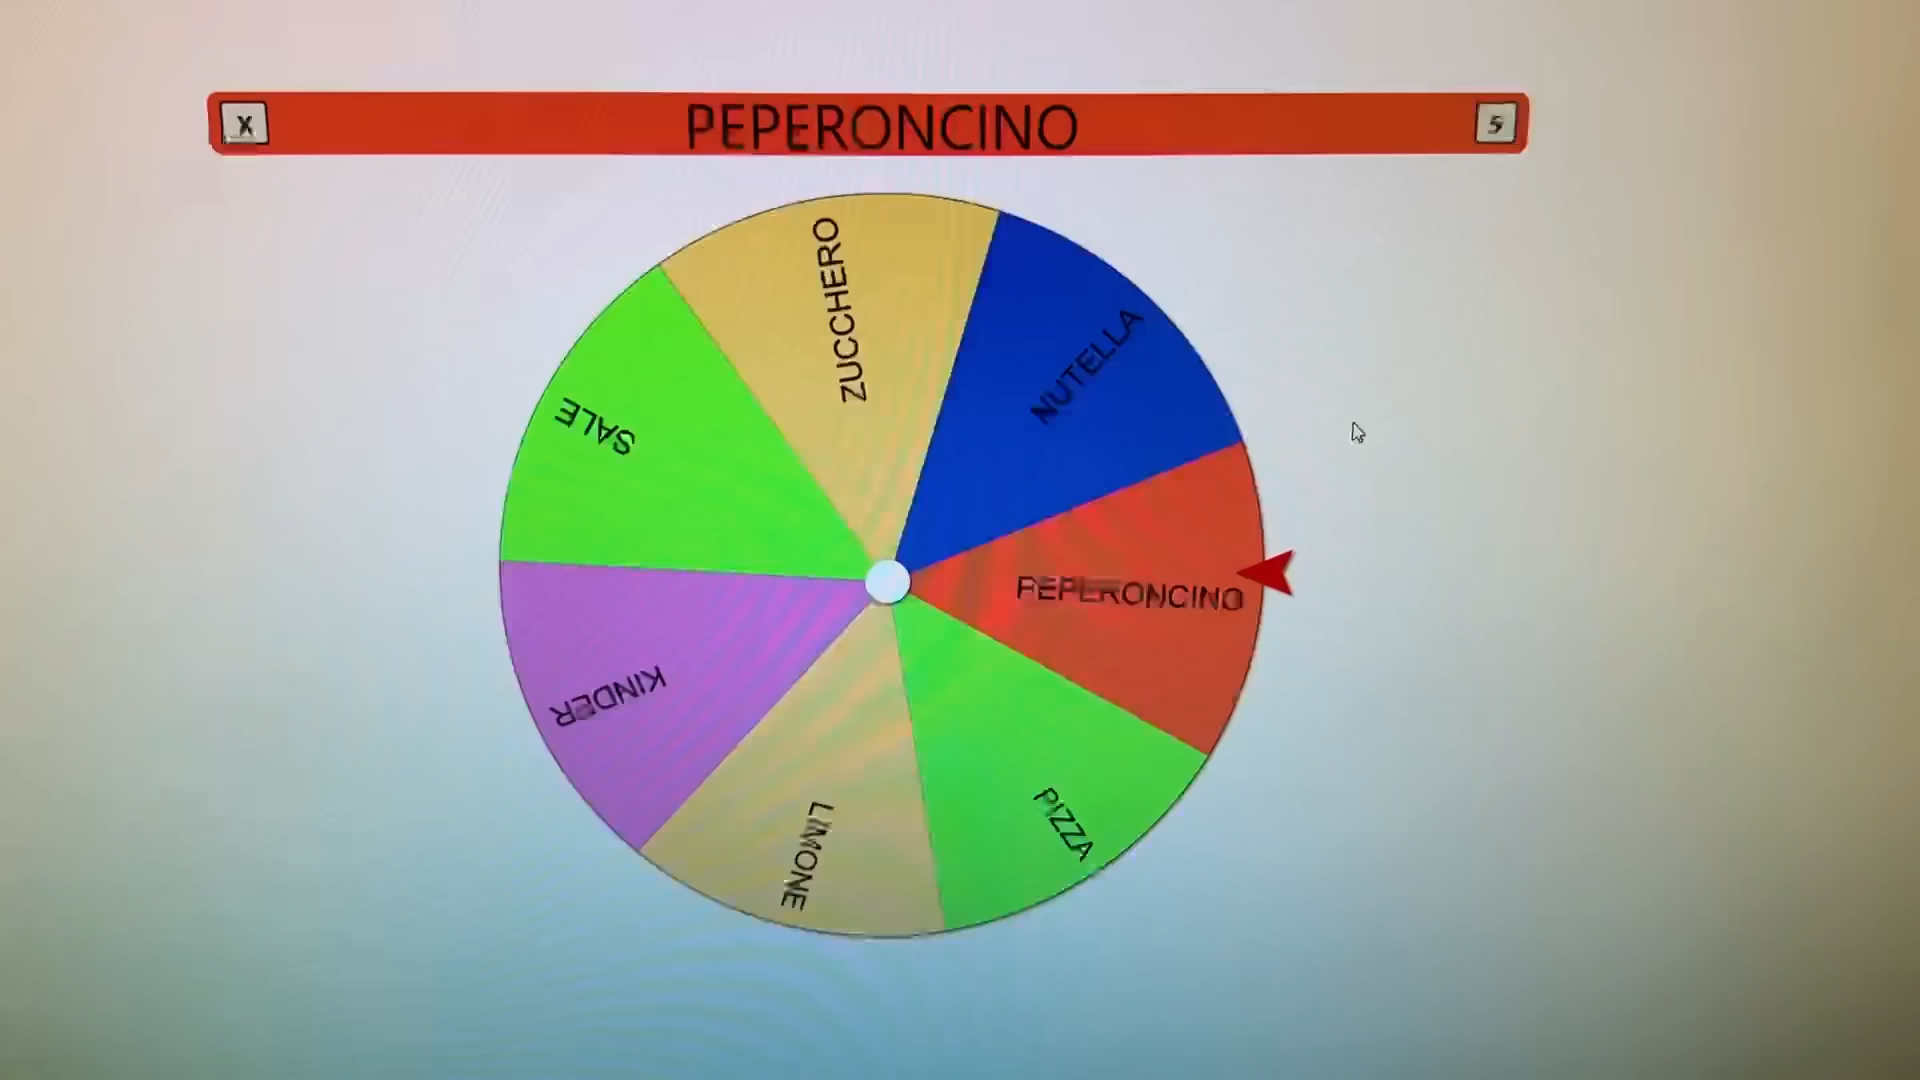 X
PEPERONCINO
5
ZUCCHERO
NUTELLA
SALE
PEPERONCINO
KINDER
PIZZA
LIMONE